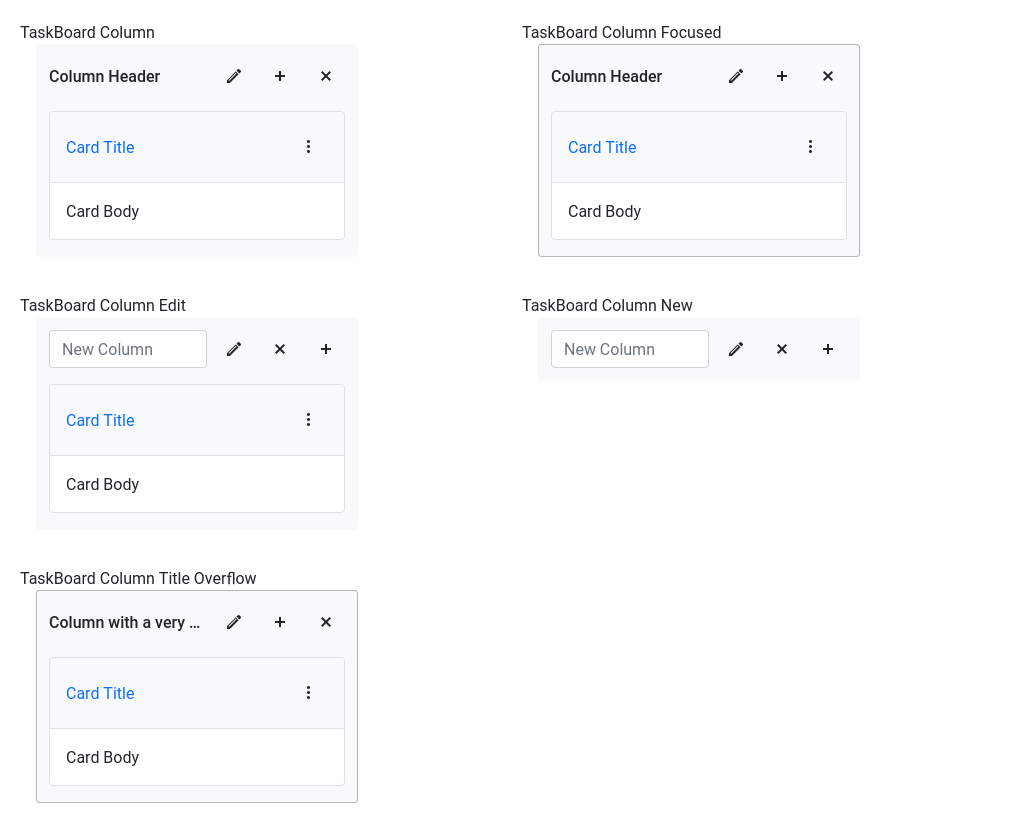 TaskBoard Column
Column Header
Card Title
Card Body
TaskBoard Column Focused
Column Header
Card Title
Card Body
TaskBoard Column Edit
New Column
Card Title
Card Body
TaskBoard Column New
New Column
TaskBoard Column Title Overflow
Column with a very ...
Card Title
Card Body